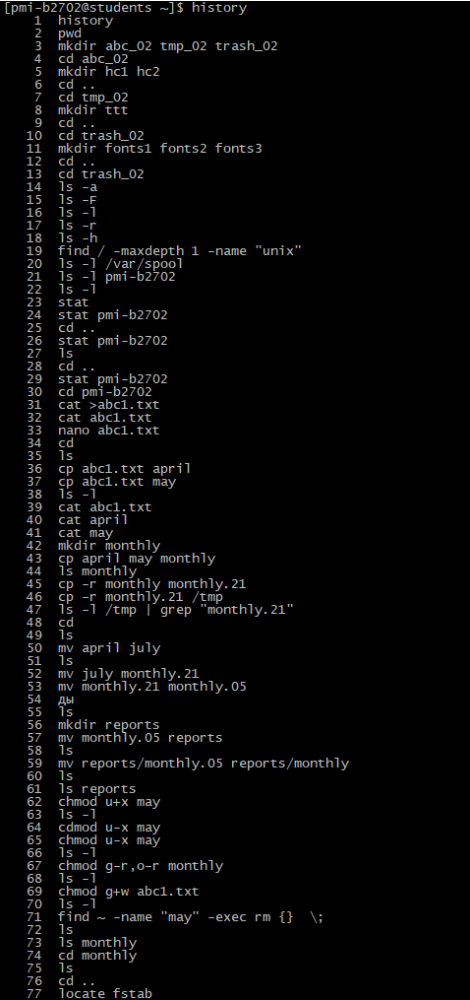 [pmi-b2702@students ~]$ history
1 history
2 pwd
3 mkdir abc_02 tmp_02 trash_02
4 cd abc_02
5 mkdir hc1 hc2
6 cd ..
7 cd tmp_02
8 mkdir ttt
9 cd ..
10 cd trash_02
11 mkdir fonts1 fonts2 fonts3
12 cd ..
13 cd trash_02
14 ls -a
15 ls -F
16 ls -l
17 ls -r
18 ls -h
19 find / -maxdepth 1 -name "unix"
20 ls -l /var/spool
21 ls -l pmi-b2702
22 ls -l
23 stat
24 stat pmi-b2702
25 cd ..
26 stat pmi-b2702
27 ls
28 cd ..
29 stat pmi-b2702
30 cd pmi-b2702
31 cat >abc1.txt
32 cat abc1.txt
33 nano abc1.txt
34 cd
35 ls
36 cp abc1.txt april
37 cp abc1.txt may
38 ls -l
39 cat abc1.txt
40 cat april
41 cat may
42 mkdir monthly
43 cp april may monthly
44 ls monthly
45 cp -r monthly monthly.21
46 cp -r monthly.21 /tmp
47 ls -l /tmp | grep "monthly.21"
48 cd
49 ls
50 mv april july
51 ls
52 mv july monthly.21
53 mv monthly.21 monthly.05
54 ды
55 ls
56 mkdir reports
57 mv monthly.05 reports
58 ls
59 mv reports/monthly.05 reports/monthly
60 ls
61 ls reports
62 chmod u+x may
63 ls -l
64 cdmod u-x may
65 chmod u-x may
66 ls -l
67 chmod g-r,o-r monthly
68 ls -l
69 chmod g+w abc1.txt
70 ls -l
71 find ~ -name "may" -exec rm {}  \;
72 ls
73 ls monthly
74 cd monthly
75 ls
76 cd ..
77 locate fstab